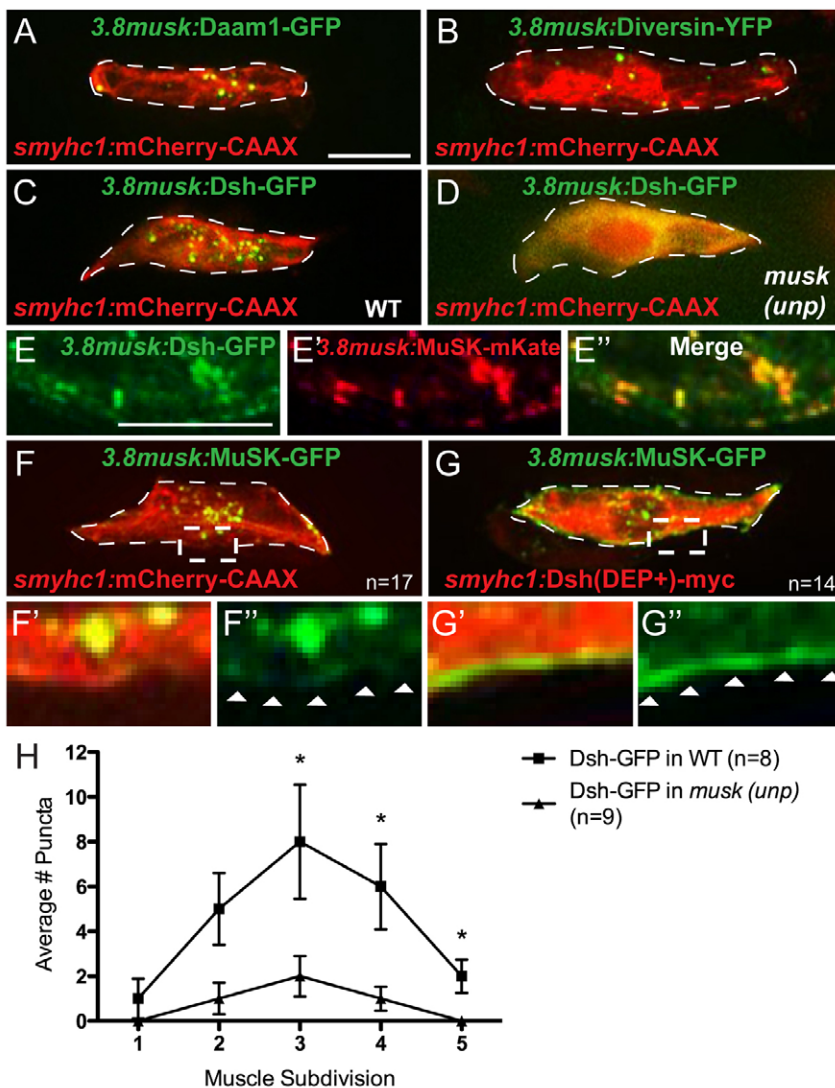 A
3.8musk:Daam1-GFP
smyhc1:mCherry-CAAX
B
3.8musk:Diversin-YFP
smyhc1:mCherry-CAAX
C
3.8musk:Dsh-GFP
smyhc1:mCherry-CAAX
WT
D
3.8musk:Dsh-GFP
smyhc1:mCherry-CAAX
musk
(unp)
E
3.8musk:Dsh-GFP
E'
3.8musk:MuSK-mKate
E''
Merge
F
3.8musk:MuSK-GFP
smyhc1:mCherry-CAAX
n=17
G
3.8musk:MuSK-GFP
smyhc1:Dsh(DEP+)-myc
n=14
F'
F''
G'
G''
H
12
10
8
6
4
2
0
Average # Puncta
* * *
1 2 3 4 5
Muscle Subdivision
Dsh-GFP in WT (n=8)
Dsh-GFP in musk (unp)
(n=9)